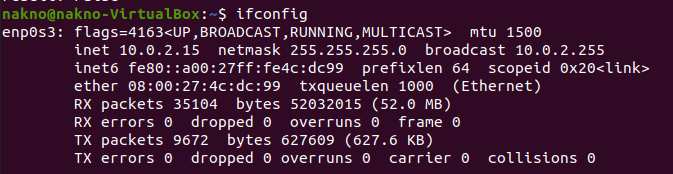 nakno@nakno-VirtualBox:~$ ifconfig
enp0s3: flags=4163<UP,BROADCAST,RUNNING,MULTICAST>  mtu 1500
        inet 10.0.2.15  netmask 255.255.255.0  broadcast 10.0.2.255
        inet6 fe80::a00:27ff:fe4c:dc99  prefixlen 64  scopeid 0x20<link>
        ether 08:00:27:4c:dc:99  txqueuelen 1000  (Ethernet)
        RX packets 35104  bytes 52032015 (52.0 MB)
        RX errors 0  dropped 0  overruns 0  frame 0
        TX packets 9672  bytes 627609 (627.6 KB)
        TX errors 0  dropped 0 overruns 0  carrier 0  collisions 0